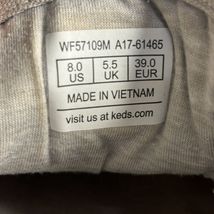 WF57109M A17-61465
8.0 5.5 39.0
US UK EUR
MADE IN VIETNAM
visit us at keds.com